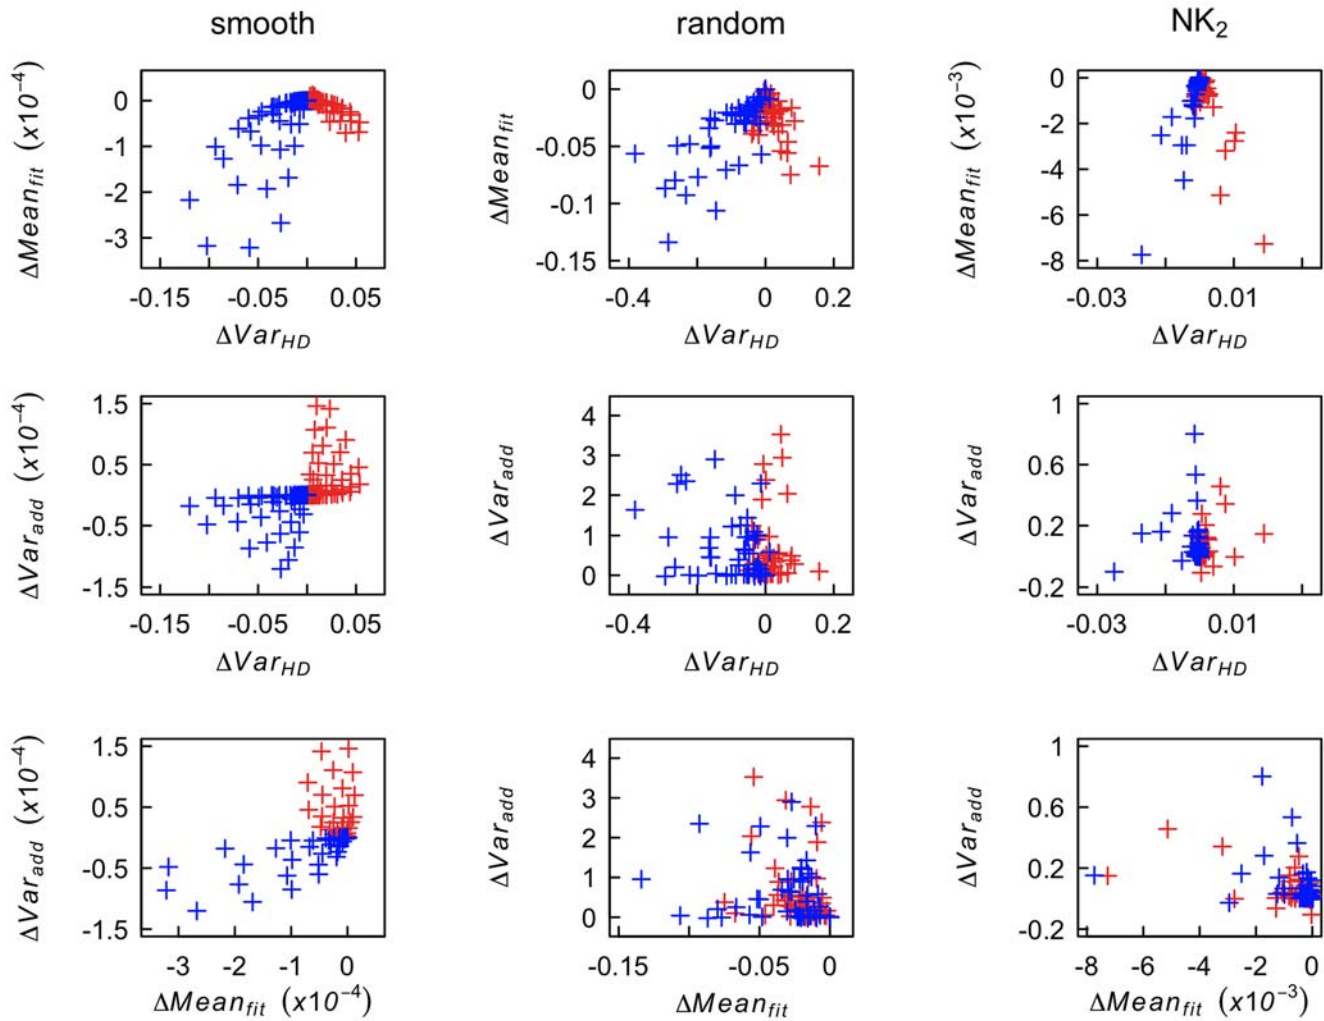 smooth random NK2
ΔMeanfit (x10-4)
0
-1
-2
-3
-0.15 -0.05 0.05
ΔVarHD
ΔMeanfit
0
-0.05
-0.1
-0.15
-0.4 0 0.2
ΔVarHD
ΔMeanfit (x10-3)
0
-2
-4
-6
-8
-0.03 0.01
ΔVarHD
ΔVaradd (x10-4)
1.5
0.5
-0.5
-1.5
-0.15 -0.05 0.05
ΔVarHD
ΔVaradd
4
3
2
1
0
-0.4 0 0.2
ΔVarHD
ΔVaradd
1
0.6
0.2
-0.2
-0.03 0.01
ΔVarHD
ΔVaradd (x10-4)
1.5
0.5
-0.5
-1.5
-3 -2 -1 0
ΔMeanfit (x10-4)
ΔVaradd
4
3
2
1
0
-0.15 -0.05 0
ΔMeanfit
ΔVaradd
1
0.6
0.2
-0.2
-8 -6 -4 -2 0
ΔMeanfit (x10-3)